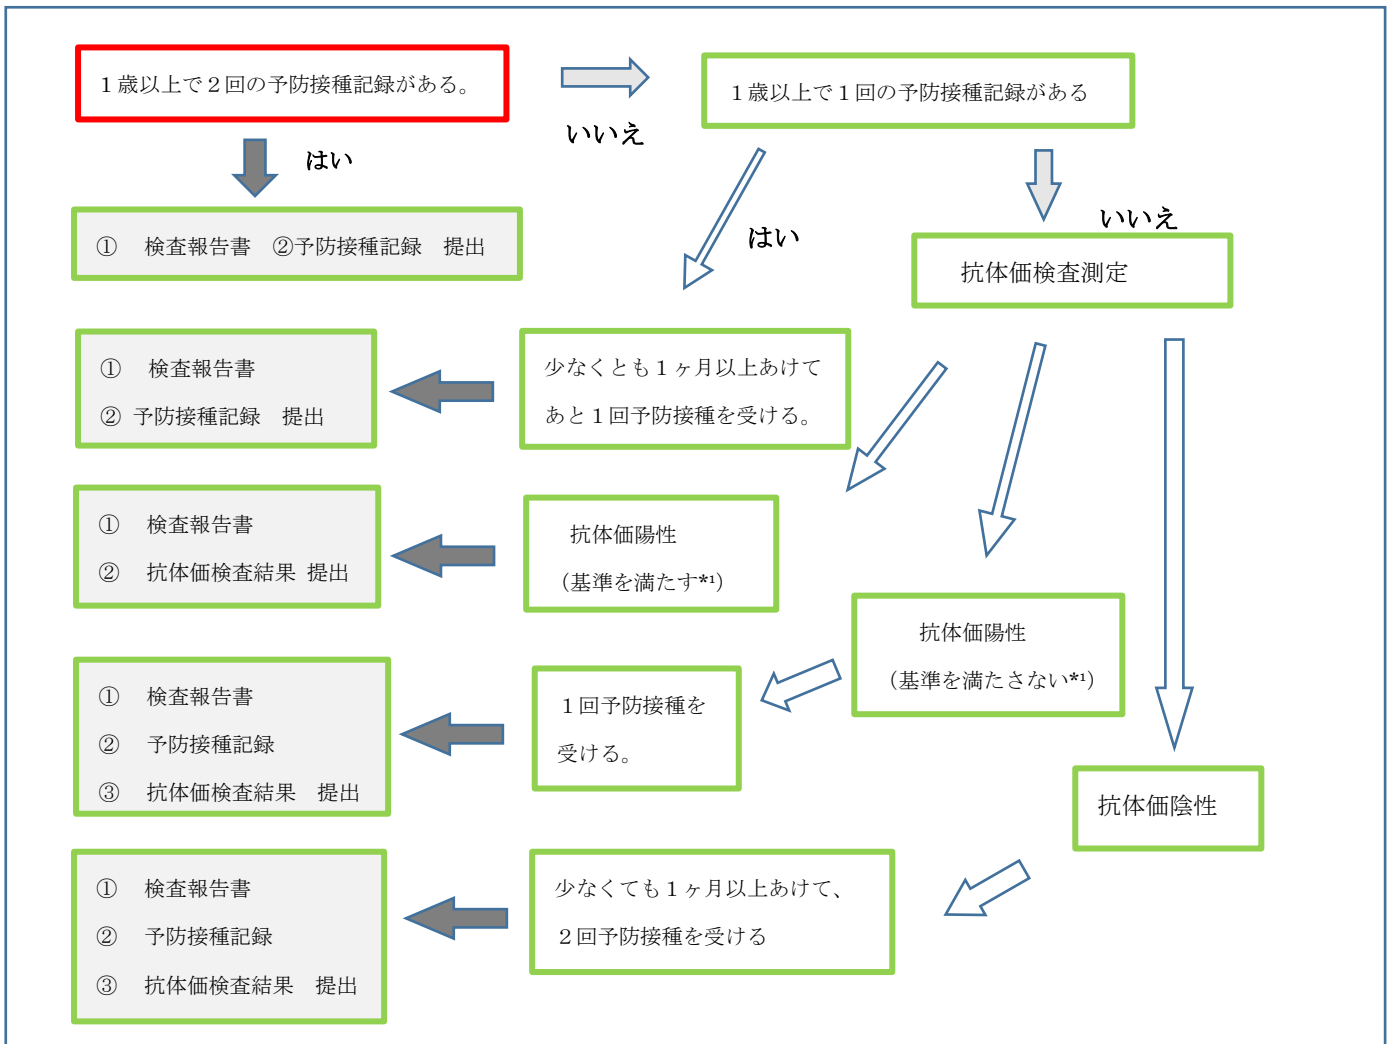 １歳以上で２回の予防接種記録がある。
１歳以上で１回の予防接種記録がある
いいえ
はい
① 検査報告書 ②予防接種記録 提出
はい
いいえ
抗体価検査測定
① 検査報告書
② 予防接種記録 提出
少なくとも１ヶ月以上あけて
あと１回予防接種を受ける。
① 検査報告書
② 抗体価検査結果 提出
抗体価陽性
（基準を満たす*¹）
抗体価陽性
（基準を満たさない*¹）
① 検査報告書
② 予防接種記録
③ 抗体価検査結果 提出
１回予防接種を
受ける。
抗体価陰性
① 検査報告書
② 予防接種記録
③ 抗体価検査結果 提出
少なくても１ヶ月以上あけて、
２回予防接種を受ける